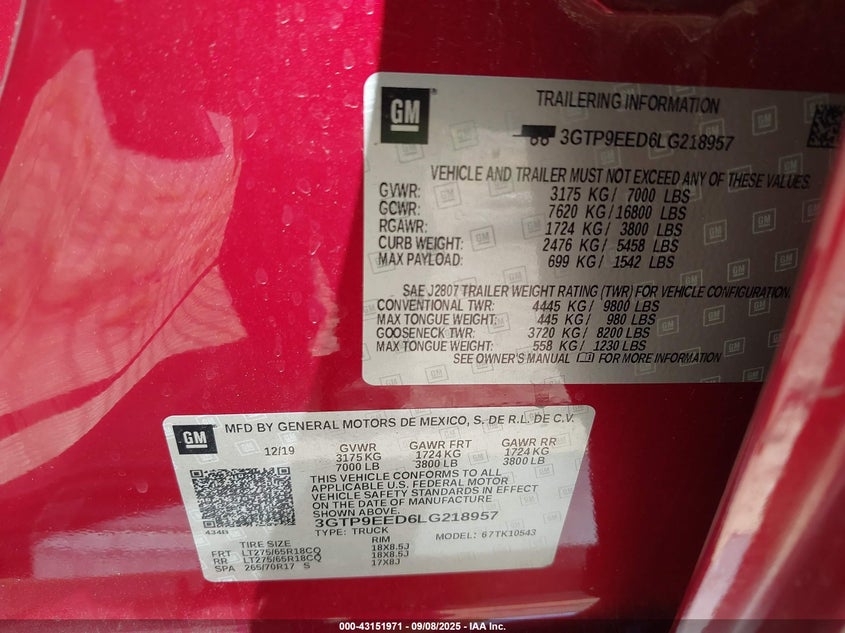 GM
TRAILERING INFORMATION
3GTP9EED6LG218957
VEHICLE AND TRAILER MUST NOT EXCEED ANY OF THESE VALUES.
GVWR: 3175 KG/ 7000 LBS
GCWR: 7620 KG/16800 LBS
RGAWR: 1724 KG/ 3800 LBS
CURB WEIGHT: 2476 KG/ 5458 LBS
MAX PAYLOAD: 699 KG/ 1542 LBS
SAE J2807 TRAILER WEIGHT RATING (TWR) FOR VEHICLE CONFIGURATION.
CONVENTIONAL TWR: 4445 KG/ 9800 LBS
MAX TONGUE WEIGHT: 445 KG/ 980 LBS
GOOSENECK TWR: 3720 KG/ 8200 LBS
MAX TONGUE WEIGHT: 558 KG/ 1230 LBS
SEE OWNER'S MANUAL FOR MORE INFORMATION
GM
MFD BY GENERAL MOTORS DE MEXICO, S. DE R.L. DE C.V.
12/19 GVWR GAWR FRT GAWR RR
3175 KG 1724 KG 1724 KG
7000 LB 3800 LB 3800 LB
THIS VEHICLE CONFORMS TO ALL
APPLICABLE U.S. FEDERAL MOTOR
VEHICLE SAFETY STANDARDS IN EFFECT
ON THE DATE OF MANUFACTURE
SHOWN ABOVE.
3GTP9EED6LG218957
434B
TYPE: TRUCK MODEL: 67TK10543
TIRE SIZE RIM
FRT LT275/65R18CQ 18X8.5J
RR LT275/65R18CQ 18X8.5J
SPA 265/70R17 S 17X8J
000-43151971 - 09/08/2025 - IAA Inc.